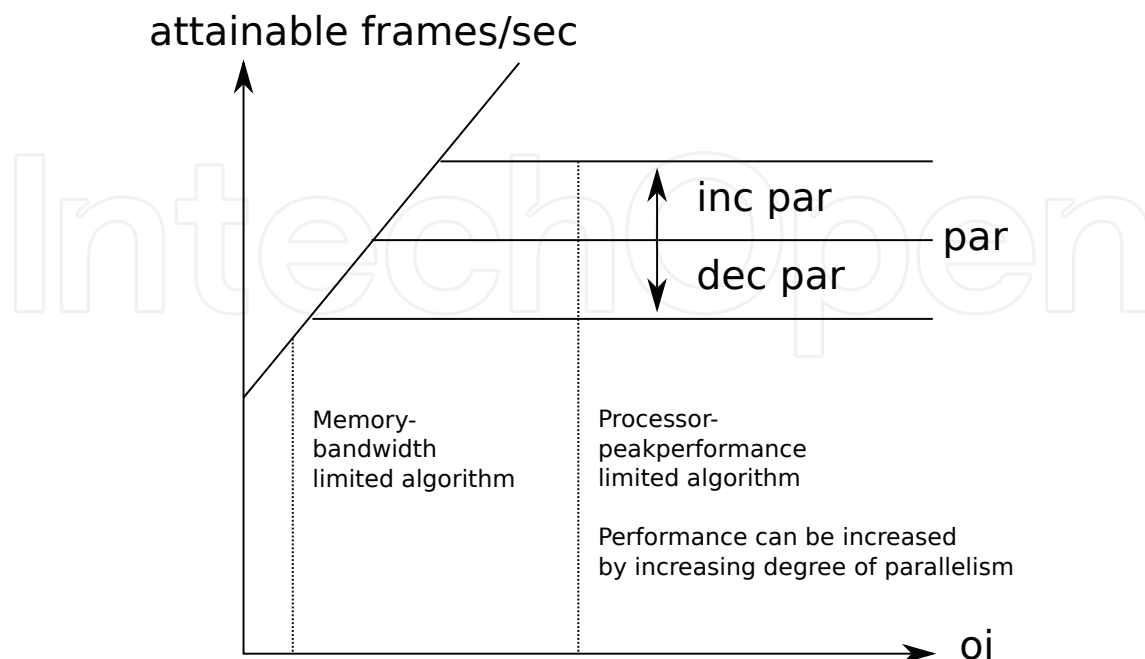 attainable frames/sec
IntechOpen
inc par
par
dec par
Memory-
bandwidth
limited algorithm
Processor-
peakperformance
limited algorithm
Performance can be increased
by increasing degree of parallelism
oi